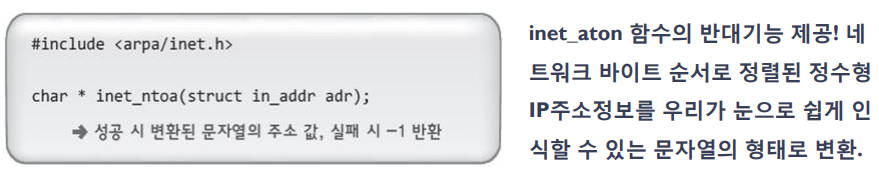 #include <arpa/inet.h>
char * inet_ntoa(struct in_addr adr);
➔ 성공 시 변환된 문자열의 주소 값, 실패 시 −1 반환
inet_aton 함수의 반대기능 제공! 네
트워크 바이트 순서로 정렬된 정수형
IP주소정보를 우리가 눈으로 쉽게 인
식할 수 있는 문자열의 형태로 변환.